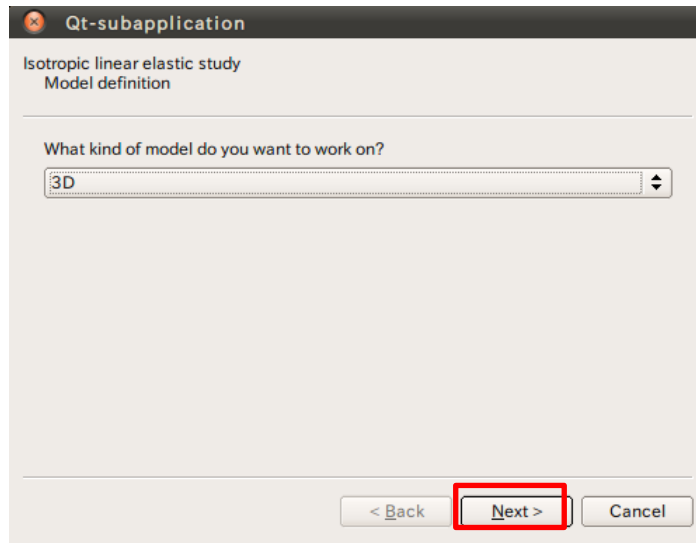 Qt-subapplication
Isotropic linear elastic study
Model definition
What kind of model do you want to work on?
3D
< Back
Next >
Cancel